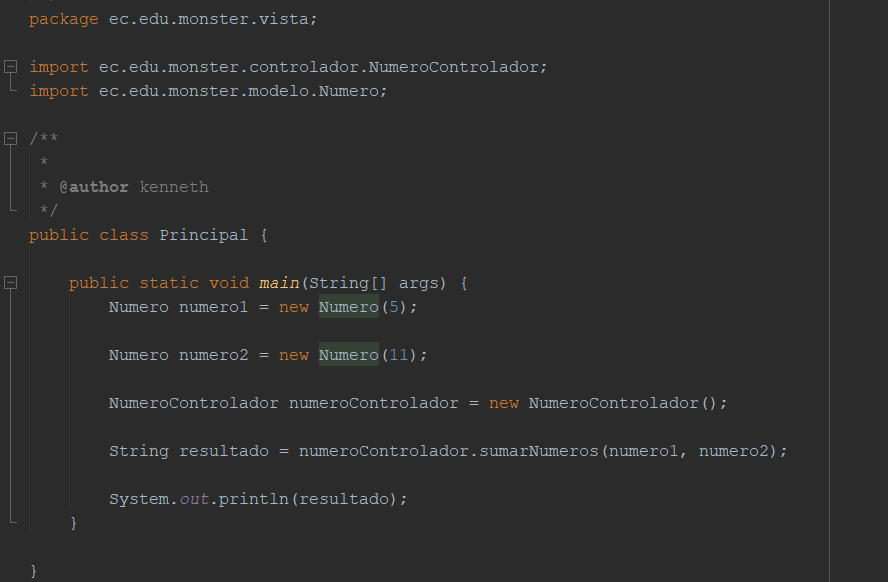 package ec.edu.monster.vista;
import ec.edu.monster.controlador.NumeroControlador;
import ec.edu.monster.modelo.Numero;
/**
 *
 * @author kenneth
 */
public class Principal {
    public static void main(String[] args) {
        Numero numero1 = new Numero(5);
        Numero numero2 = new Numero(11);
        NumeroControlador numeroControlador = new NumeroControlador();
        String resultado = numeroControlador.sumarNumeros(numero1, numero2);
        System.out.println(resultado);
    }
}